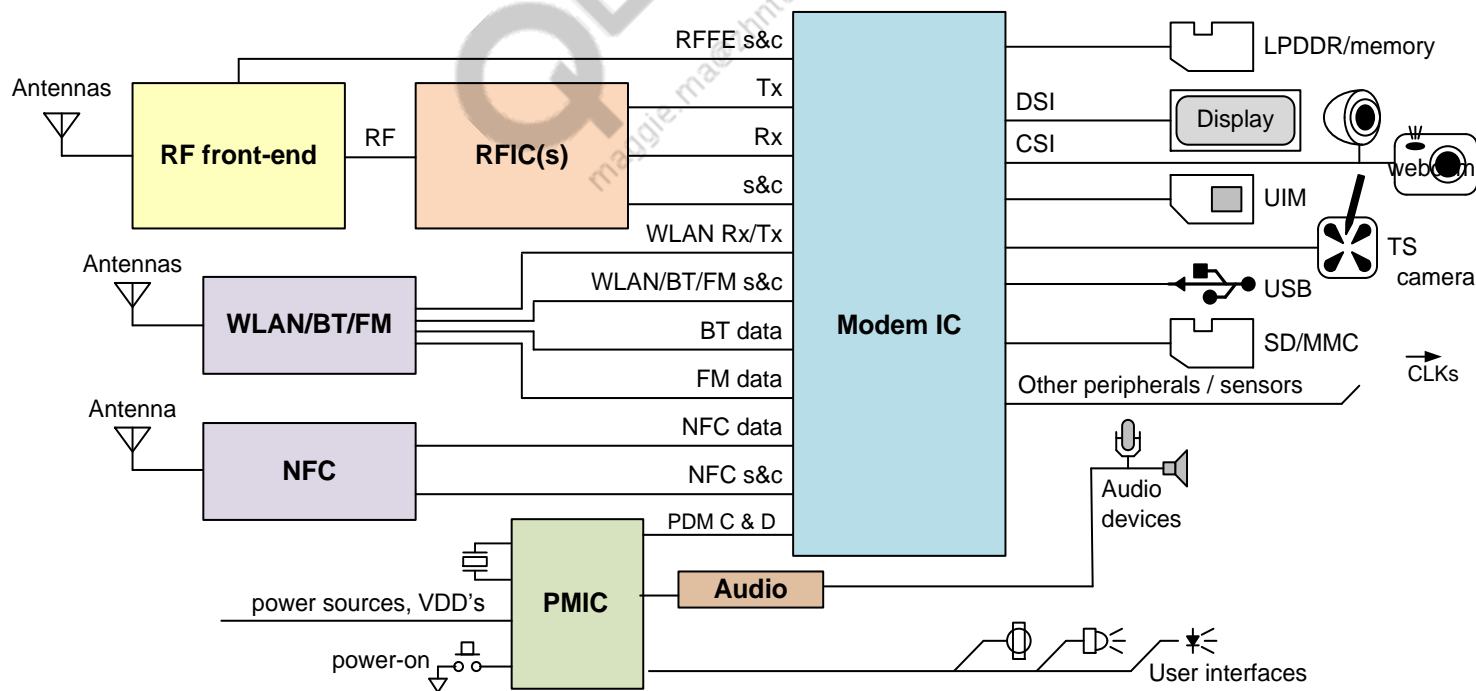 RFFE s&c
LPDDR/memory
Antennas
Tx
DSI
Display
RF front-end
RF
RFIC(s)
Rx
CSI
webcam
s&c
UIM
WLAN Rx/Tx
TS
camera
Antennas
WLAN/BT/FM s&c
USB
WLAN/BT/FM
Modem IC
BT data
SD/MMC
CLKs
FM data
Other peripherals / sensors
Antenna
NFC data
NFC
NFC s&c
Audio
devices
PDM C & D
Audio
power sources, VDD's
PMIC
power-on
User interfaces